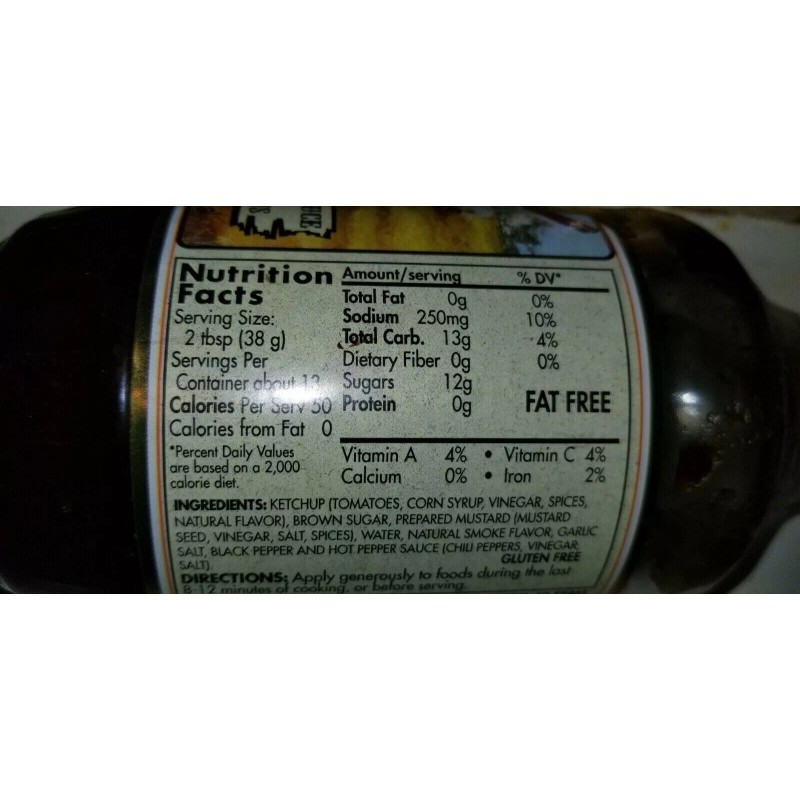 Nutrition Facts
Serving Size:
2 tbsp (38 g)
Servings Per
Container about 13
Calories Per Serv 50
Calories from Fat 0
*Percent Daily Values
are based on a 2,000
calorie diet.
Amount/serving % DV*
Total Fat 0g 0%
Sodium 250mg 10%
Total Carb. 13g 4%
Dietary Fiber 0g 0%
Sugars 12g
Protein 0g
FAT FREE
Vitamin A 4% • Vitamin C 4%
Calcium 0% • Iron 2%
INGREDIENTS: KETCHUP (TOMATOES, CORN SYRUP, VINEGAR, SPICES,
NATURAL FLAVOR), BROWN SUGAR, PREPARED MUSTARD (MUSTARD
SEED, VINEGAR, SALT, SPICES), WATER, NATURAL SMOKE FLAVOR, GARLIC
SALT, BLACK PEPPER AND HOT PEPPER SAUCE (CHILI PEPPERS, VINEGAR,
SALT).
GLUTEN FREE
DIRECTIONS: Apply generously to foods during the last
8-12 minutes of cooking, or before serving.